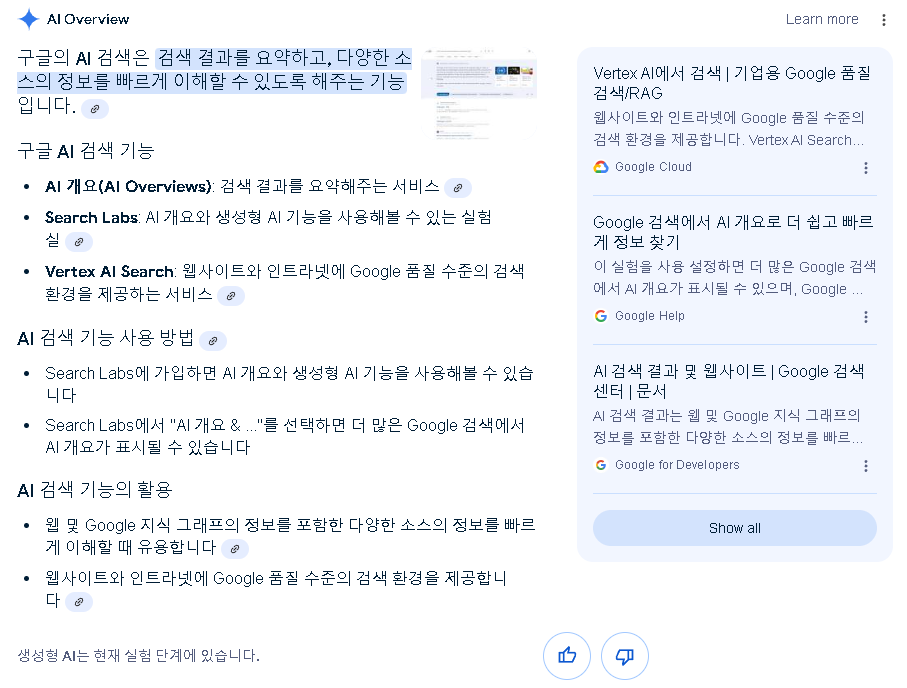 AI Overview
Learn more
구글의 AI 검색은 검색 결과를 요약하고, 다양한 소
스의 정보를 빠르게 이해할 수 있도록 해주는 기능
입니다.
구글 AI 검색 기능
AI 개요(AI Overviews): 검색 결과를 요약해주는 서비스
Search Labs: AI 개요와 생성형 AI 기능을 사용해볼 수 있는 실험
실
Vertex AI Search: 웹사이트와 인트라넷에 Google 품질 수준의 검색
환경을 제공하는 서비스
AI 검색 기능 사용 방법
Search Labs에 가입하면 AI 개요와 생성형 AI 기능을 사용해볼 수 있습
니다
Search Labs에서 "AI 개요 & ..."를 선택하면 더 많은 Google 검색에서
AI 개요가 표시될 수 있습니다
AI 검색 기능의 활용
웹 및 Google 지식 그래프의 정보를 포함한 다양한 소스의 정보를 빠르
게 이해할 때 유용합니다
웹사이트와 인트라넷에 Google 품질 수준의 검색 환경을 제공합니
다
생성형 AI는 현재 실험 단계에 있습니다.
Vertex AI에서 검색 | 기업용 Google 품질
검색/RAG
웹사이트와 인트라넷에 Google 품질 수준의
검색 환경을 제공합니다. Vertex AI Search...
Google Cloud
Google 검색에서 AI 개요로 더 쉽고 빠르
게 정보 찾기
이 실험을 사용 설정하면 더 많은 Google 검색
에서 AI 개요가 표시될 수 있으며, Google ...
Google Help
AI 검색 결과 및 웹사이트 | Google 검색
센터 | 문서
AI 검색 결과는 웹 및 Google 지식 그래프의
정보를 포함한 다양한 소스의 정보를 빠르...
Google for Developers
Show all